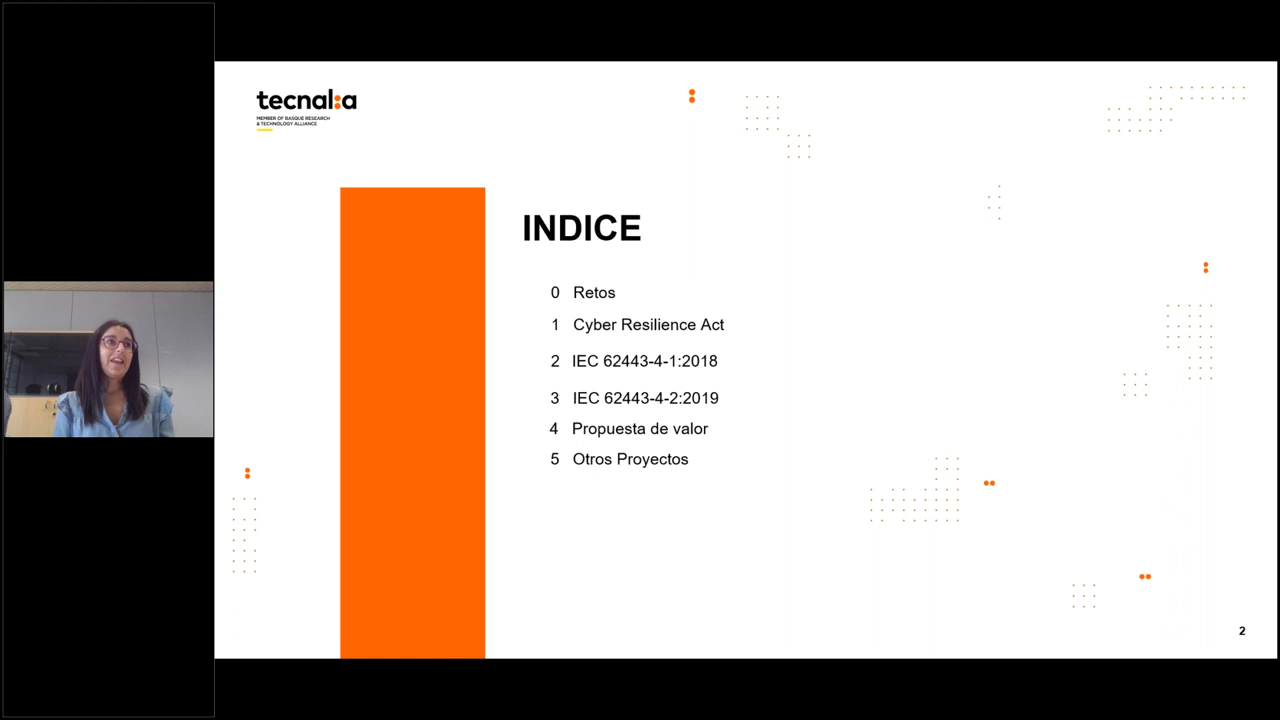 tecnal:a
MEMBER OF BASQUE RESEARCH
& TECHNOLOGY ALLIANCE
INDICE
0 Retos
1 Cyber Resilience Act
2 IEC 62443-4-1:2018
3 IEC 62443-4-2:2019
4 Propuesta de valor
5 Otros Proyectos
2